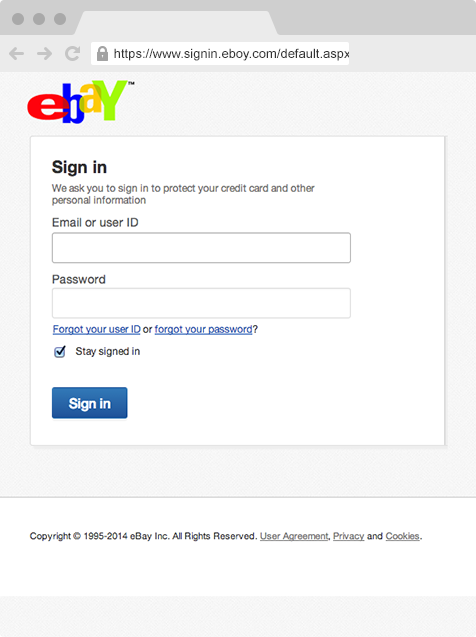 https://www.signin.eboy.com/default.aspx
ebaY™
Sign in
We ask you to sign in to protect your credit card and other
personal information
Email or user ID
Password
Forgot your user ID or forgot your password?
Stay signed in
Sign in
Copyright © 1995-2014 eBay Inc. All Rights Reserved. User Agreement, Privacy and Cookies.